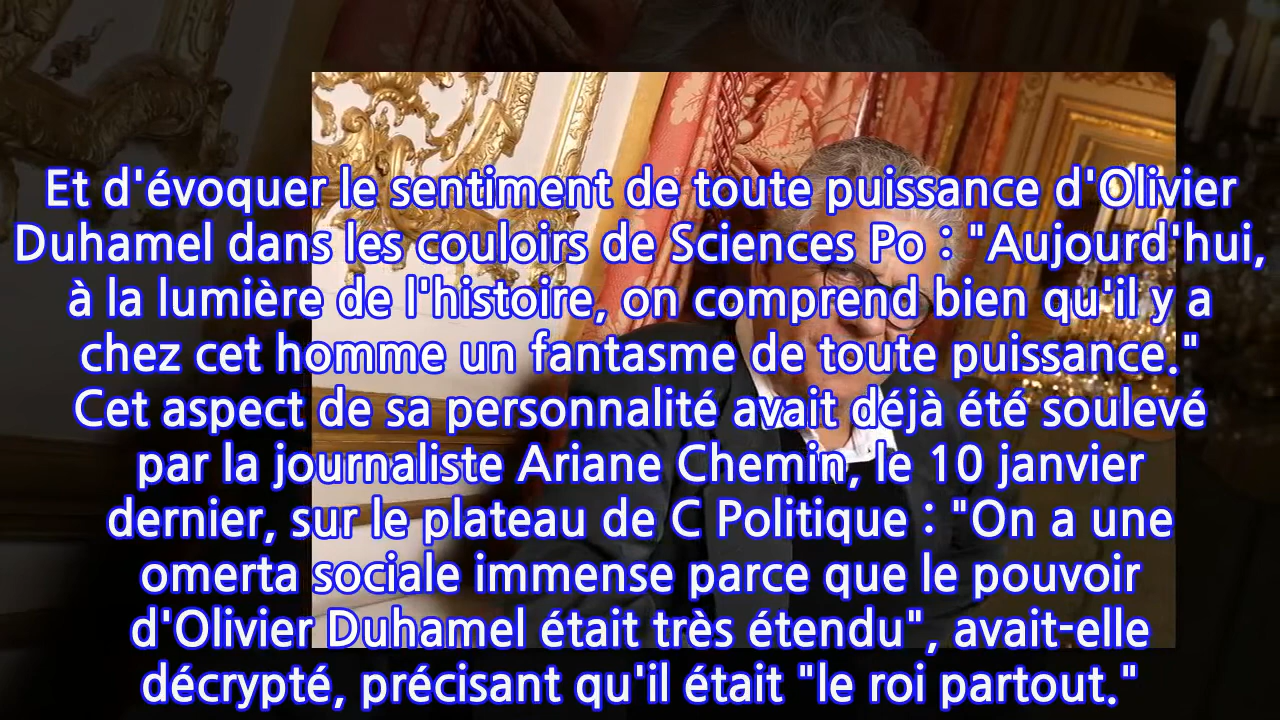 Et d'évoquer le sentiment de toute puissance d'Olivier
Duhamel dans les couloirs de Sciences Po : "Aujourd'hui,
à la lumière de l'histoire, on comprend bien qu'il y a
chez cet homme un fantasme de toute puissance."
Cet aspect de sa personnalité avait déjà été soulevé
par la journaliste Ariane Chemin, le 10 janvier
dernier, sur le plateau de C Politique : "On a une
omerta sociale immense parce que le pouvoir
d'Olivier Duhamel était très étendu", avait-elle
décrypté, précisant qu'il était "le roi partout."